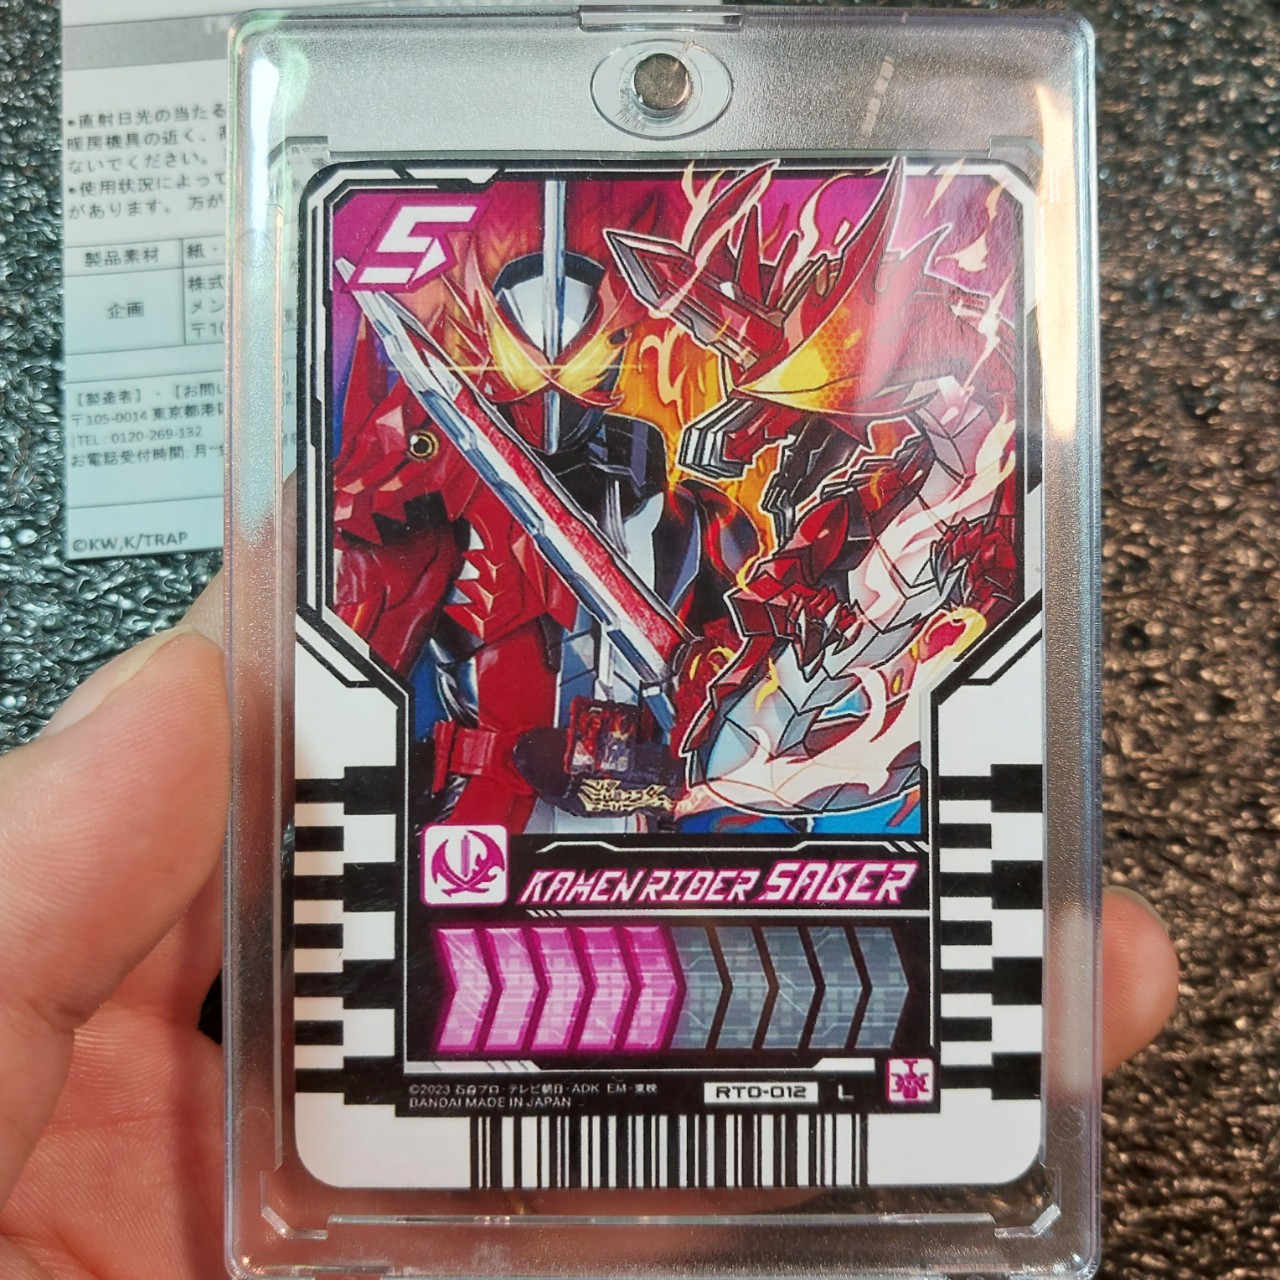 •直射日光の当たる
暖房機具の近く、
ないでください。
•使用状況によって
があります。 万が
製品素材 紙・
企画 株式
メン
〒10
【製造者】・【お問い
〒105-0014 東京都港区
TEL : 0120-269-132
お電話受付時間: 月~
©KW,K/TRAP
5
KAMEN RIDER SABER
©2023 石森プロ・テレビ朝日・ADK EM・東映
BANDAI MADE IN JAPAN
RT0-012 L